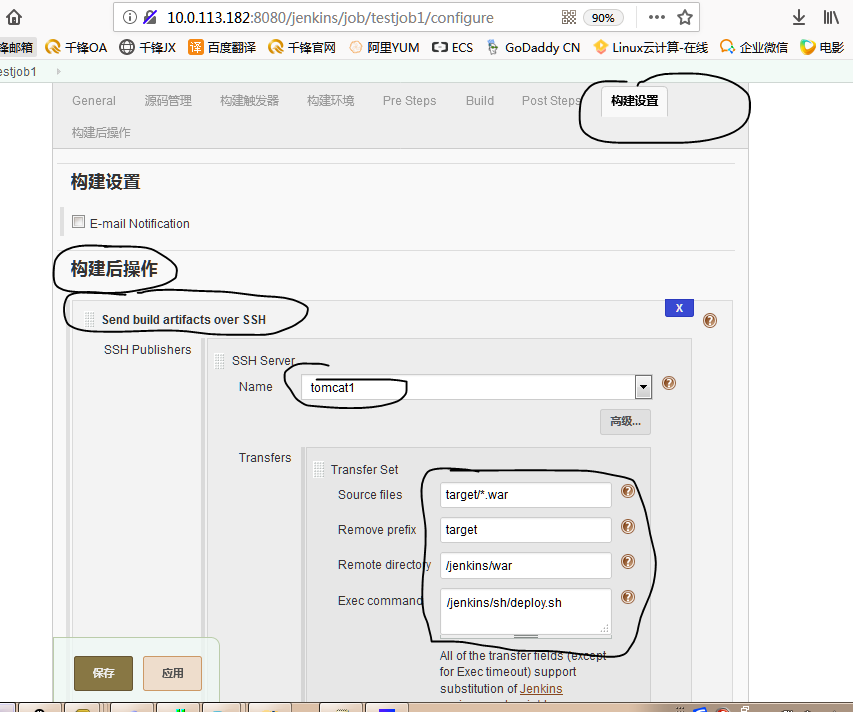 10.0.113.182:8080/jenkins/job/testjob1/configure 90%
锋邮箱 千锋OA 千锋JX 百度翻译 千锋官网 阿里YUM ECS GoDaddy CN Linux云计算-在线 企业微信 电影
estjob1
General 源码管理 构建触发器 构建环境 Pre Steps Build Post Steps 构建设置
构建后操作
构建设置
E-mail Notification
构建后操作
X
Send build artifacts over SSH
SSH Publishers
SSH Server
Name tomcat1
高级...
Transfers
Transfer Set
Source files target/*.war
Remove prefix target
Remote directory /jenkins/war
Exec command /jenkins/sh/deploy.sh
All of the transfer fields (except
for Exec timeout) support
substitution of Jenkins
保存 应用